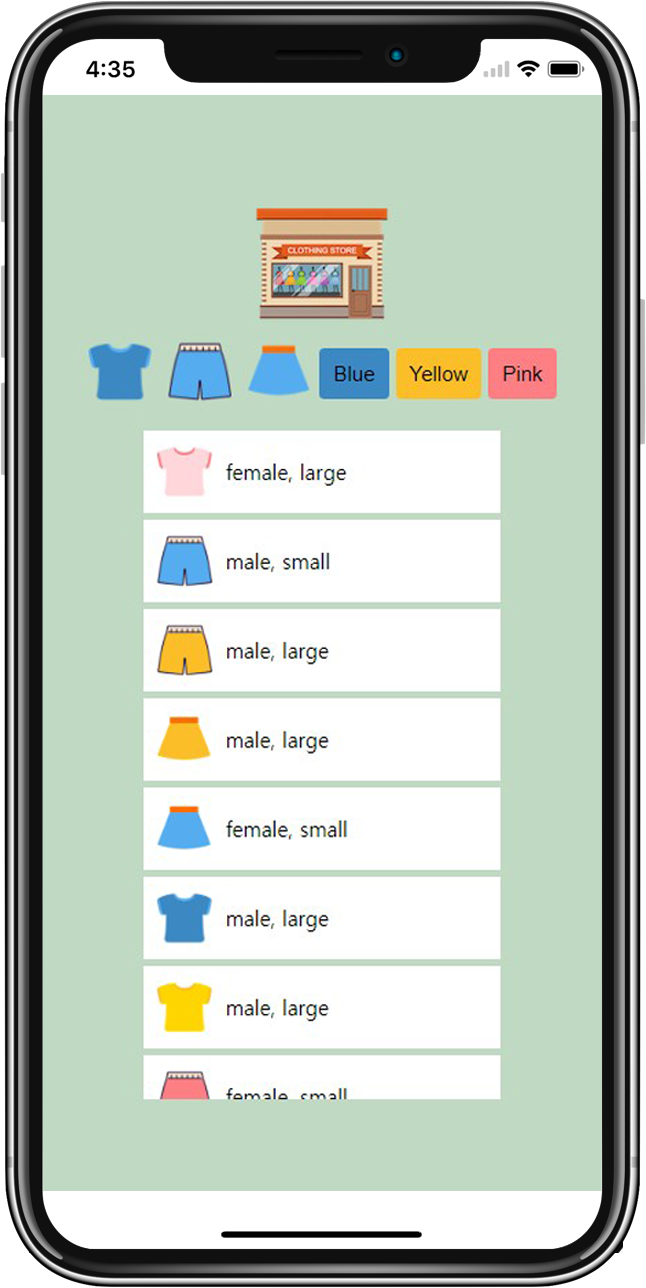 4:35
CLOTHING STORE
Blue Yellow Pink
female, large
male, small
male, large
male, large
female, small
male, large
male, large
female, small